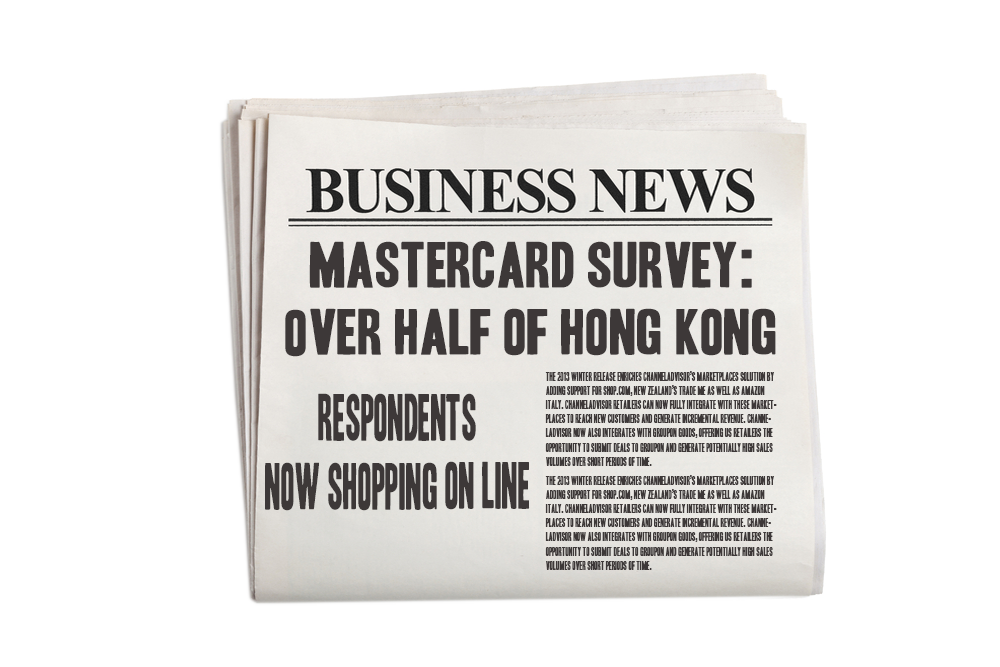 BUSINESS NEWS
MASTERCARD SURVEY:
OVER HALF OF HONG KONG
RESPONDENTS
NOW SHOPPING ON LINE
THE 2013 WINTER RELEASE ENRICHES CHANNELADVISOR'S MARKETPLACES SOLUTION BY
ADDING SUPPORT FOR SHOP.COM, NEW ZEALAND'S TRADE ME AS WELL AS AMAZON
ITALY. CHANNELADVISOR RETAILERS CAN NOW FULLY INTEGRATE WITH THESE MARKET-
PLACES TO REACH NEW CUSTOMERS AND GENERATE INCREMENTAL REVENUE. CHANNE-
LADVISOR NOW ALSO INTEGRATES WITH GROUPON GOODS, OFFERING US RETAILERS THE
OPPORTUNITY TO SUBMIT DEALS TO GROUPON AND GENERATE POTENTIALLY HIGH SALES
VOLUMES OVER SHORT PERIODS OF TIME.
THE 2013 WINTER RELEASE ENRICHES CHANNELADVISOR'S MARKETPLACES SOLUTION BY
ADDING SUPPORT FOR SHOP.COM, NEW ZEALAND'S TRADE ME AS WELL AS AMAZON
ITALY. CHANNELADVISOR RETAILERS CAN NOW FULLY INTEGRATE WITH THESE MARKET-
PLACES TO REACH NEW CUSTOMERS AND GENERATE INCREMENTAL REVENUE. CHANNE-
LADVISOR NOW ALSO INTEGRATES WITH GROUPON GOODS, OFFERING US RETAILERS THE
OPPORTUNITY TO SUBMIT DEALS TO GROUPON AND GENERATE POTENTIALLY HIGH SALES
VOLUMES OVER SHORT PERIODS OF TIME.